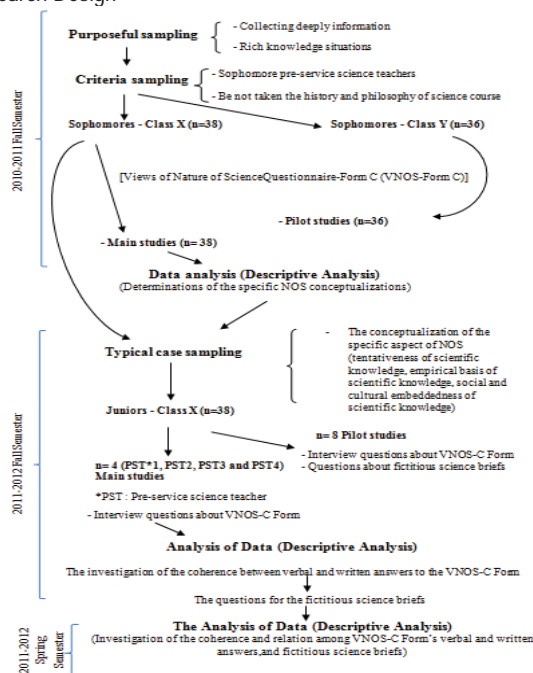 Purposeful sampling
- Collecting deeply information
- Rich knowledge situations
Criteria sampling
- Sophomore pre-service science teachers
- Be not taken the history and philosophy of science course
2010-2011 Fall Semester
Sophomores - Class X (n=38)
Sophomores - Class Y (n=36)
[Views of Nature of ScienceQuestionnaire-Form C (VNOS-Form C)]
- Pilot studies (n=36)
- Main studies (n= 38)
Data analysis (Descriptive Analysis)
(Determinations of the specific NOS conceptualizations)
2011-2012 Fall Semester
Typical case sampling
- The conceptualization of the
specific aspect of NOS
(tentativeness of scientific
knowledge, empirical basis of
scientific knowledge, social and
cultural embeddedness of
scientific knowledge)
Juniors - Class X (n=38)
n= 8 Pilot studies
- Interview questions about VNOS-C Form
- Questions about fictitious science briefs
n= 4 (PST*1, PST2, PST3 and PST4)
Main studies
*PST : Pre-service science teacher
- Interview questions about VNOS-C Form
Analysis of Data (Descriptive Analysis)
The investigation of the coherence between verbal and written answers to the VNOS-C Form
The questions for the fictitious science briefs
2011-2012
Spring
Semester
The Analysis of Data (Descriptive Analysis)
(Investigation of the coherence and relation among VNOS-C Form's verbal and written
answers,and fictitious science briefs)